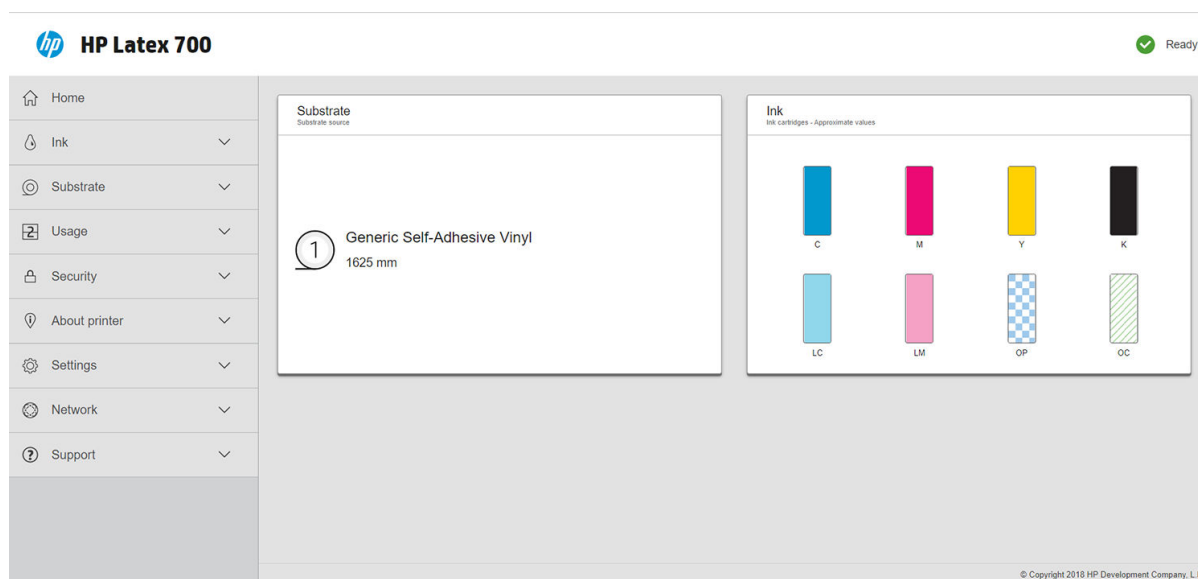 hp HP Latex 700
Ready
Home
Ink
Substrate
2 Usage
Security
About printer
Settings
Network
? Support
Substrate
Substrate source
1
Generic Self-Adhesive Vinyl
1625 mm
Ink
Ink cartridges - Approximate values
C M Y K
LC LM OP OC
© Copyright 2018 HP Development Company, L.